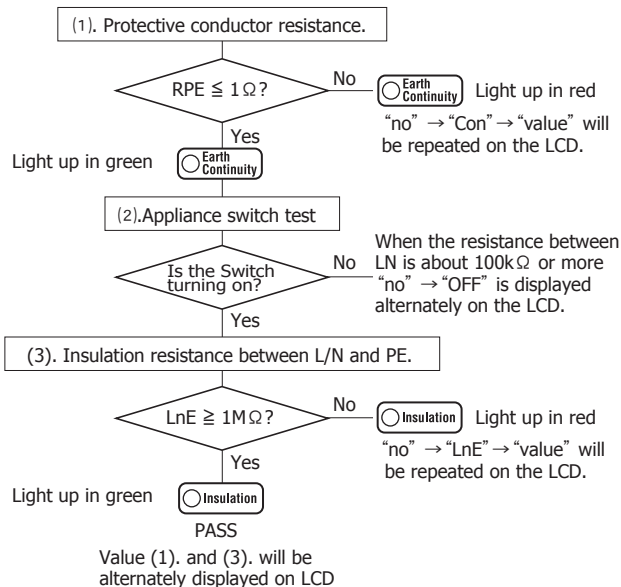 (1). Protective conductor resistance.
RPE ≦ 1Ω?
No
Earth
Continuity
Light up in red
“no” →“Con”→“value” will
be repeated on the LCD.
Yes
Light up in green
Earth
Continuity
(2).Appliance switch test
Is the Switch
turning on?
No
When the resistance between
LN is about 100kΩ or more
“no” →“OFF” is displayed
alternately on the LCD.
Yes
(3). Insulation resistance between L/N and PE.
LnE ≧ 1MΩ?
No
Insulation
Light up in red
“no” →“LnE”→“value” will
be repeated on the LCD.
Yes
Light up in green
Insulation
PASS
Value (1). and (3). will be
alternately displayed on LCD